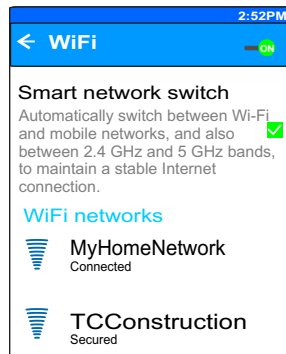 2:52PM
WiFi
ON
Smart network switch
Automatically switch between Wi-Fi
and mobile networks, and also
between 2.4 GHz and 5 GHz bands,
to maintain a stable Internet
connection.
WiFi networks
MyHomeNetwork
Connected
TCConstruction
Secured